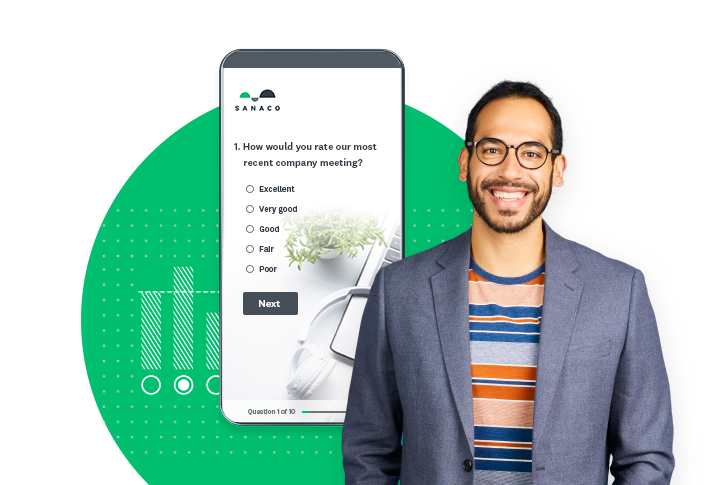 SANACO
1. How would you rate our most
recent company meeting?
Excellent
Very good
Good
Fair
Poor
Next
Question 1 of 10